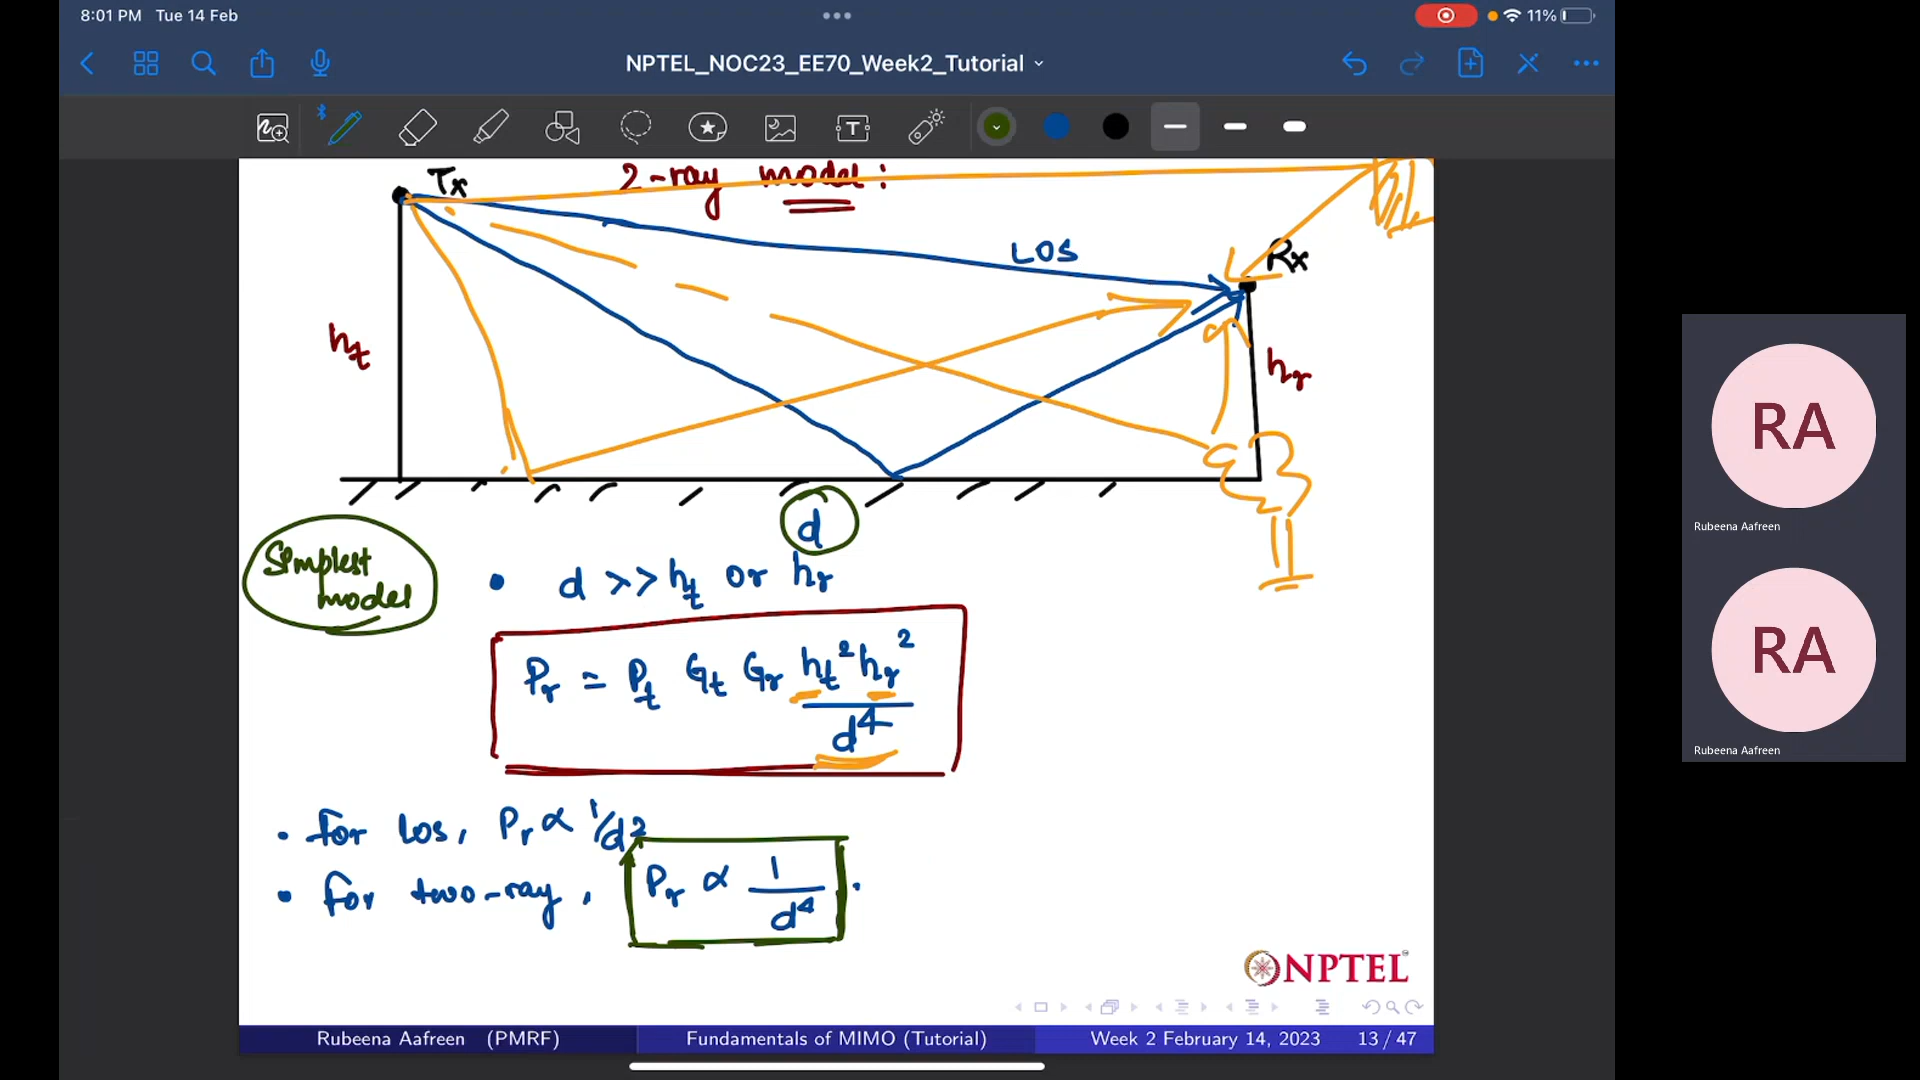 8:01 PM Tue 14 Feb
11%
NPTEL_NOC23_EE70_Week2_Tutorial
T
2-ray model:
Tx
LOS
Rx
ht
hr
d
Simplest model
• d >> ht or hr
Pr = Pt Gt Gr ht²hr² / d⁴
• for los, Pr ∝ 1/d²
• for two-ray, Pr ∝ 1/d⁴.
NPTEL
Rubeena Aafreen (PMRF) Fundamentals of MIMO (Tutorial) Week 2 February 14, 2023 13 / 47
RA
Rubeena Aafreen
RA
Rubeena Aafreen